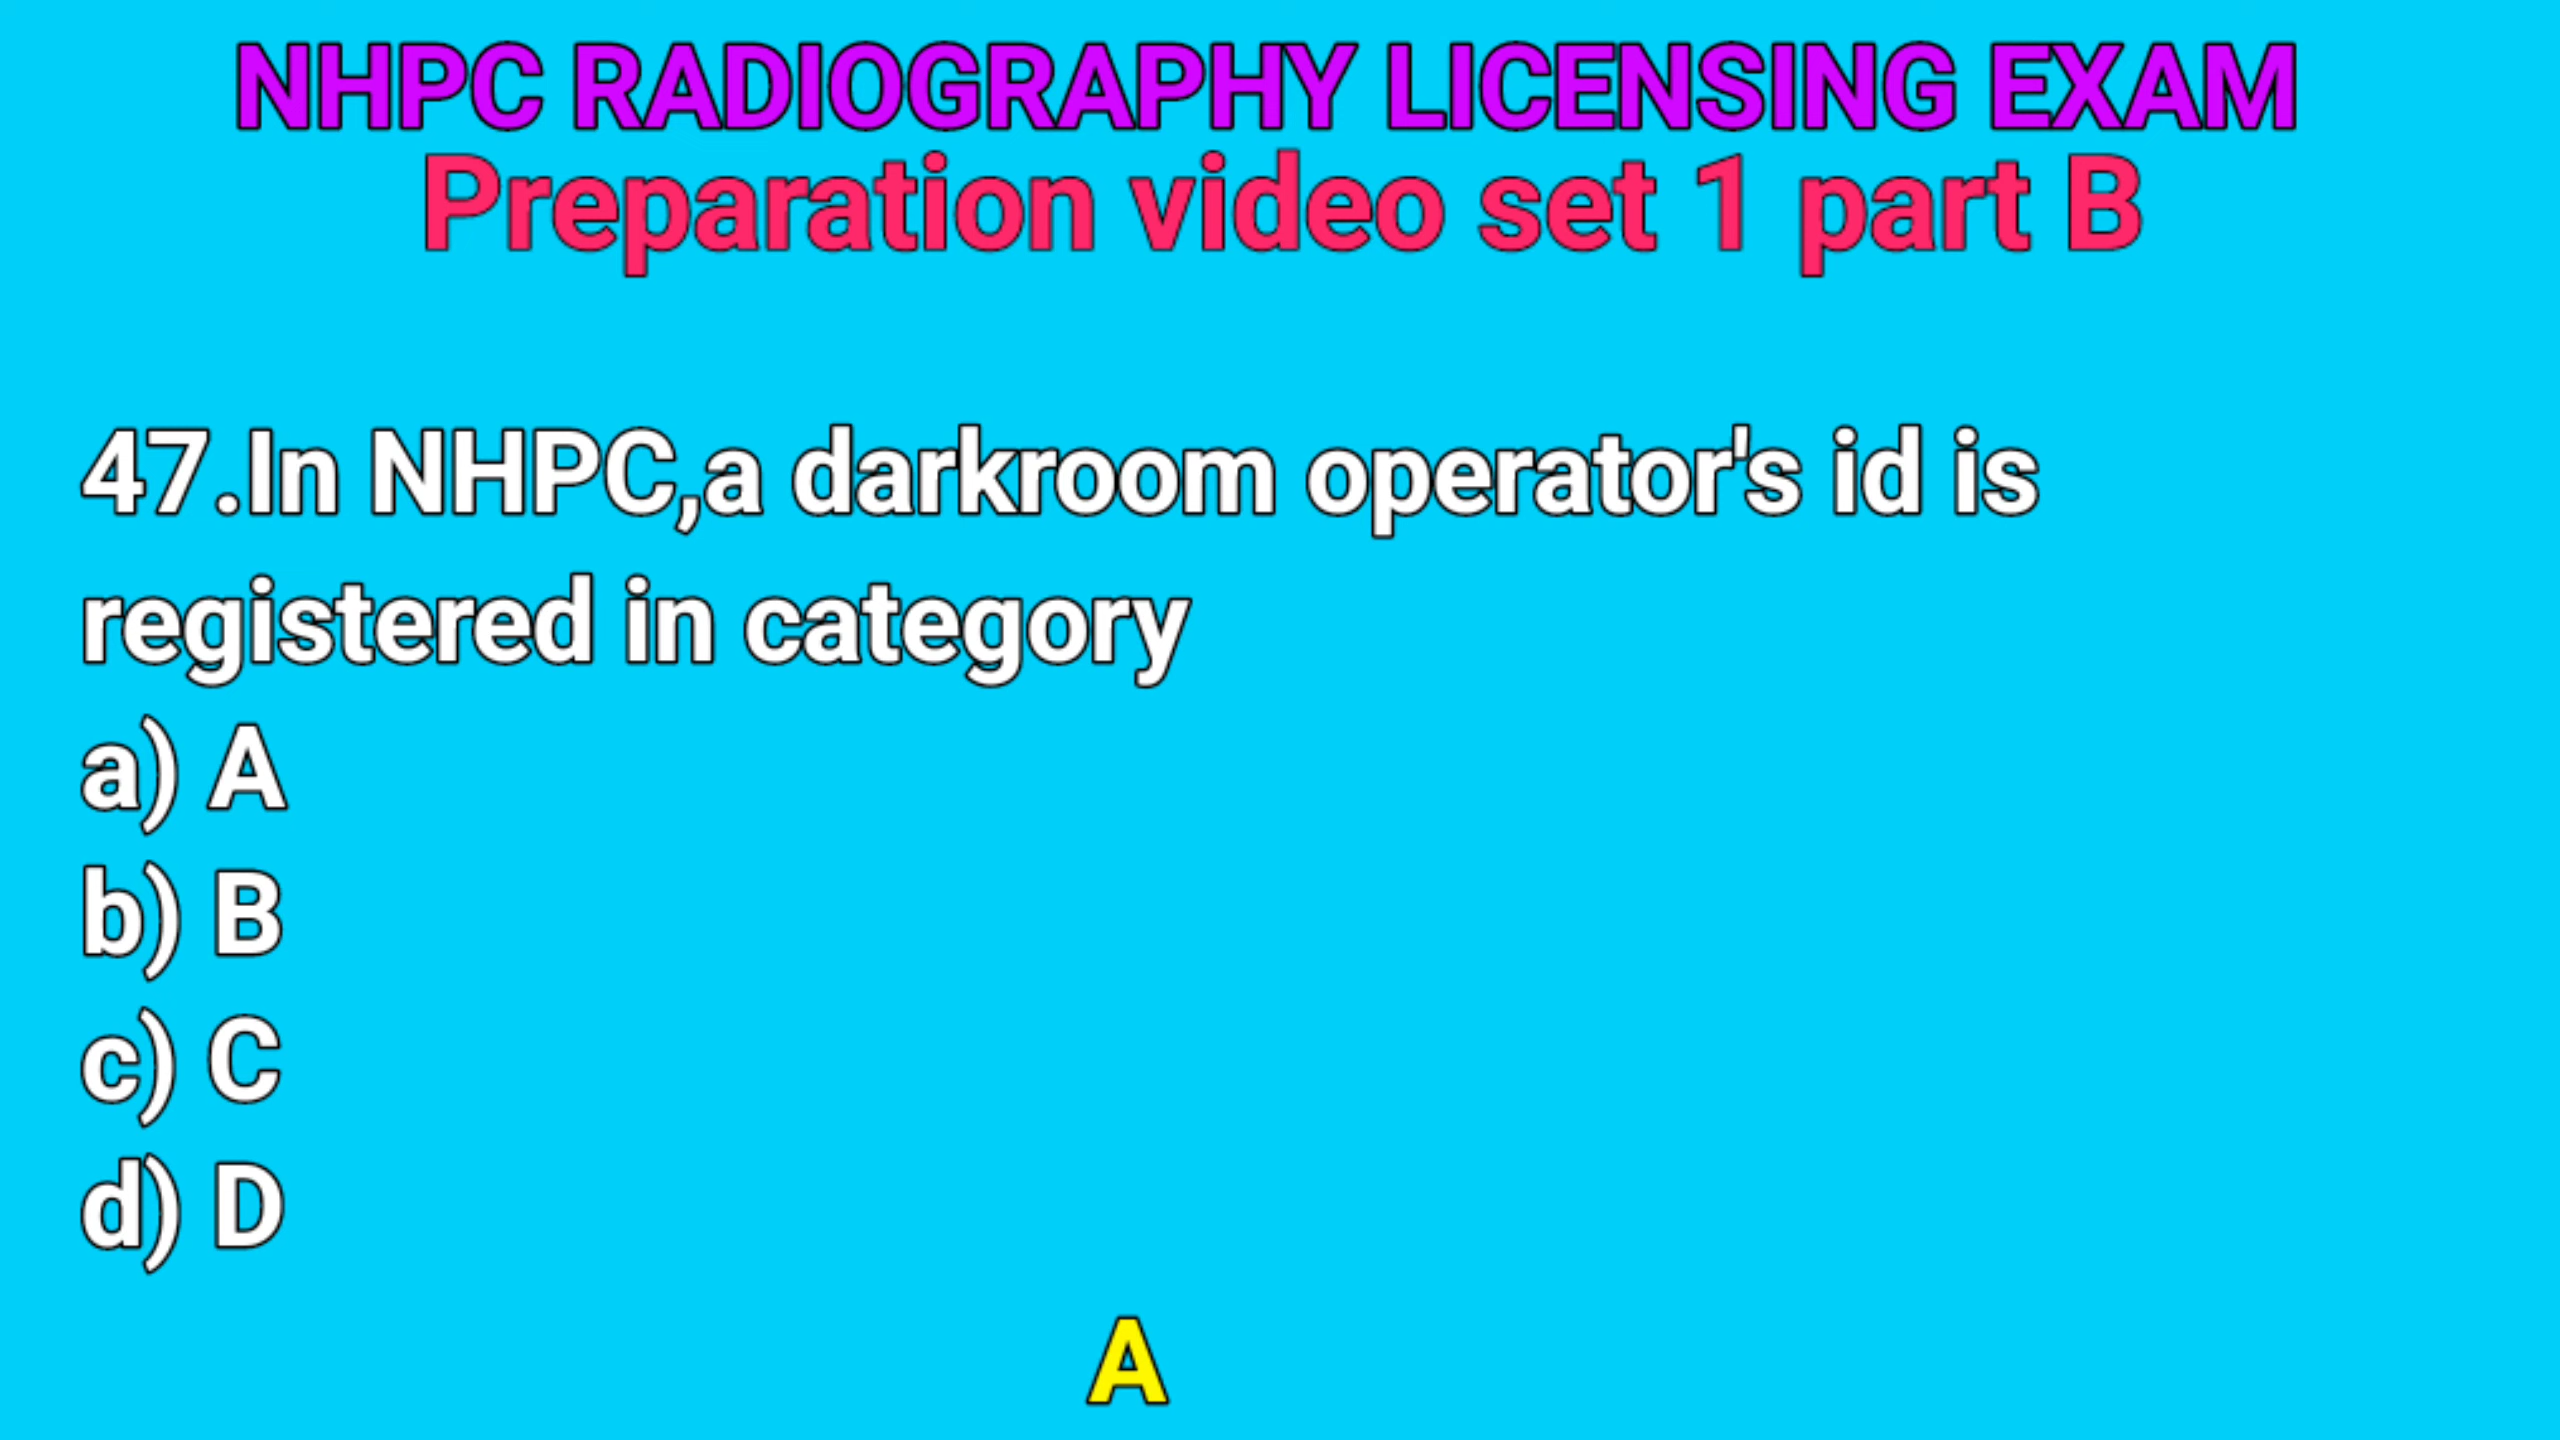 NHPC RADIOGRAPHY LICENSING EXAM
Preparation video set 1 part B
47.In NHPC,a darkroom operator's id is
registered in category
a) A
b) B
c) C
d) D
A